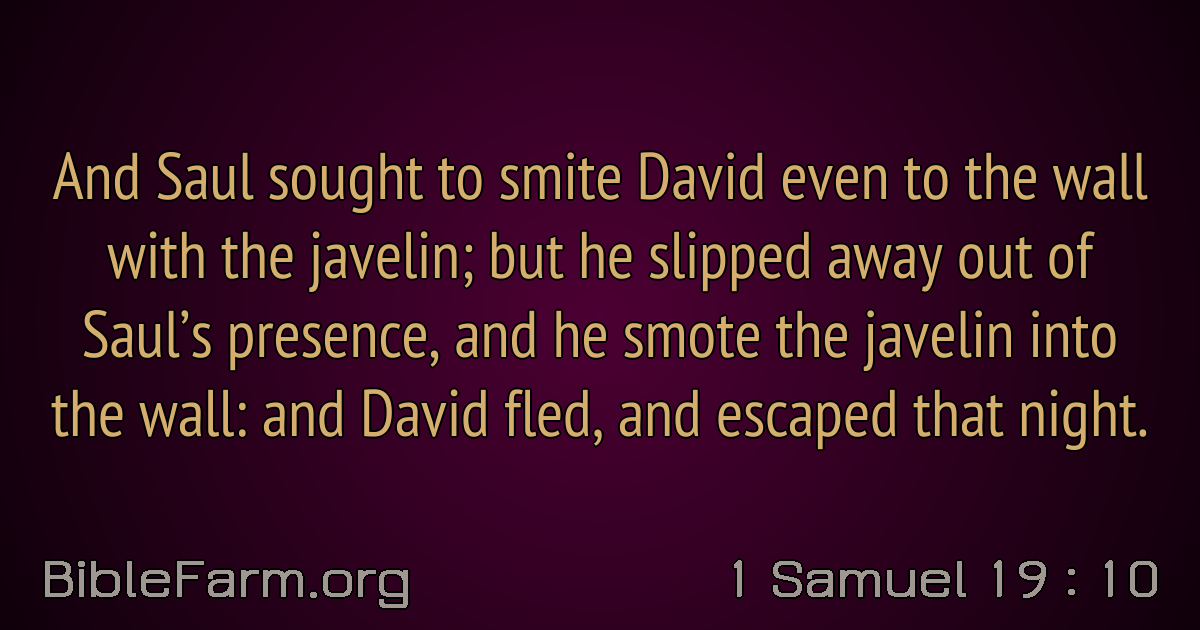 And Saul sought to smite David even to the wall
with the javelin; but he slipped away out of
Saul’s presence, and he smote the javelin into
the wall: and David fled, and escaped that night.
BibleFarm.org
1 Samuel 19 : 10